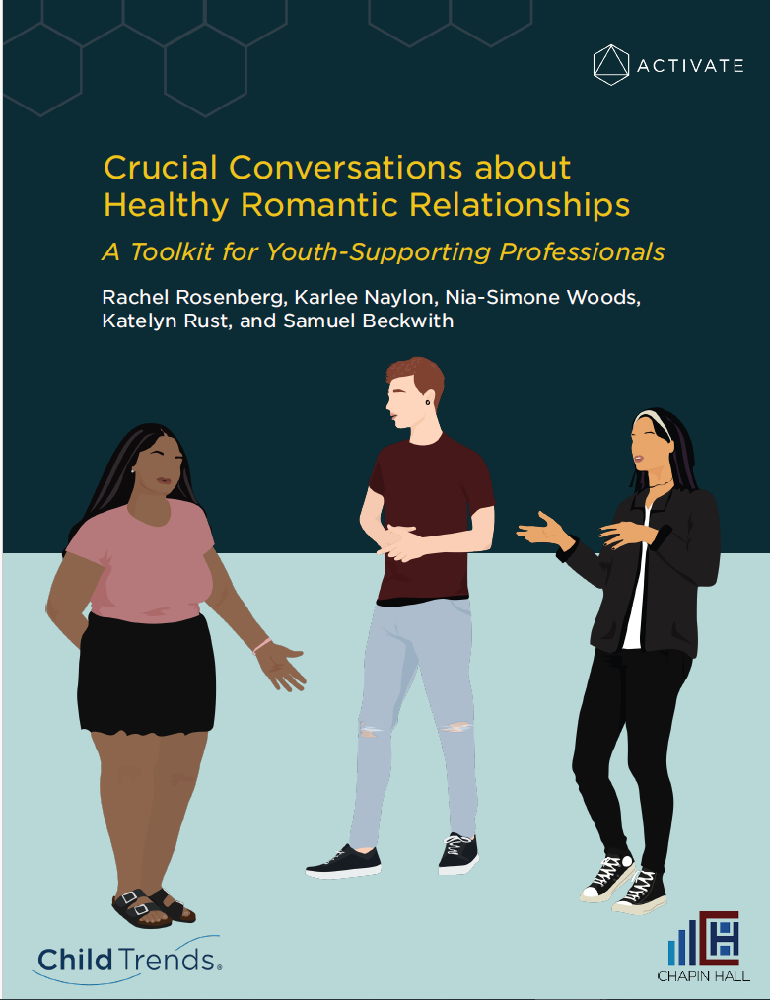 ACTIVATE
Crucial Conversations about
Healthy Romantic Relationships
A Toolkit for Youth-Supporting Professionals
Rachel Rosenberg, Karlee Naylon, Nia-Simone Woods,
Katelyn Rust, and Samuel Beckwith
Child Trends®
CHAPIN HALL